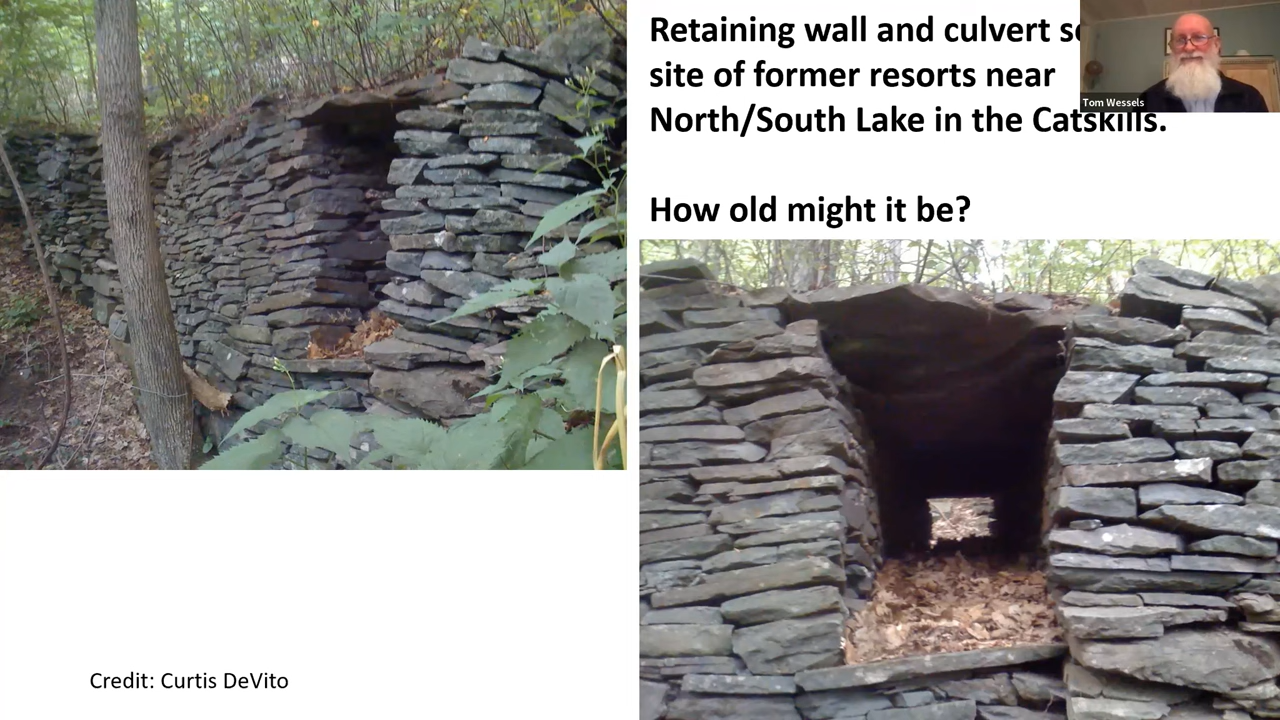 Retaining wall and culvert
site of former resorts near
North/South Lake in the Catskills.
How old might it be?
Tom Wessels
Credit: Curtis DeVito